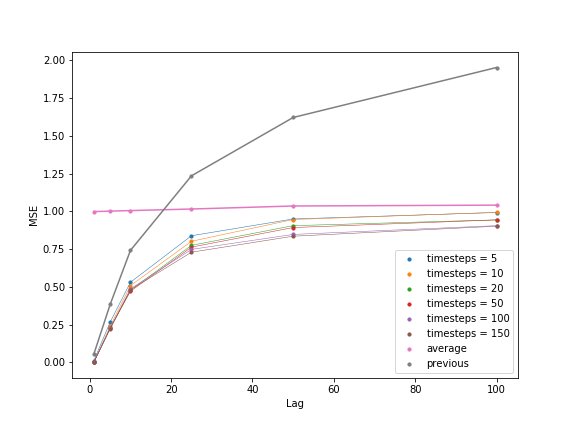 2.00
1.75
1.50
1.25
1.00
0.75
0.50
0.25
0.00
MSE
0 20 40 60 80 100
Lag
timesteps = 5
timesteps = 10
timesteps = 20
timesteps = 50
timesteps = 100
timesteps = 150
average
previous